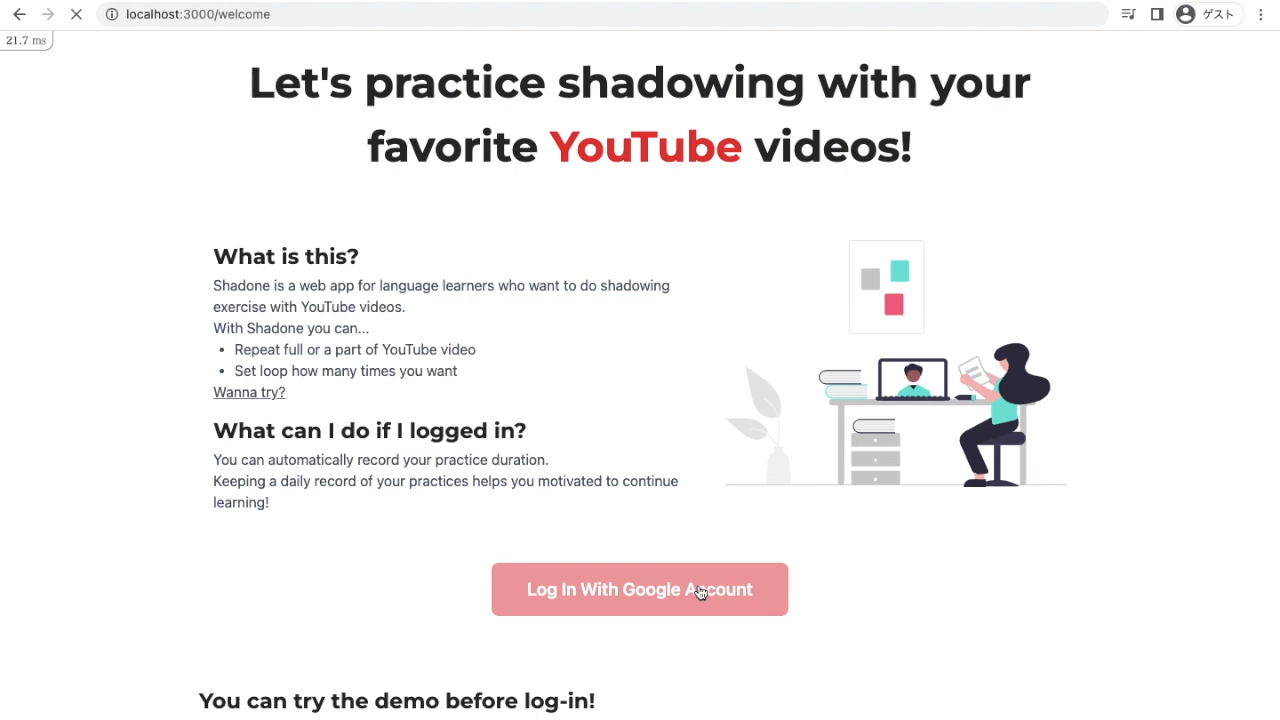 localhost:3000/welcome
ゲスト
21.7 ms
Let's practice shadowing with your
favorite YouTube videos!
What is this?
Shadone is a web app for language learners who want to do shadowing
exercise with YouTube videos.
With Shadone you can...
• Repeat full or a part of YouTube video
• Set loop how many times you want
Wanna try?
What can I do if I logged in?
You can automatically record your practice duration.
Keeping a daily record of your practices helps you motivated to continue
learning!
Log In With Google Account
You can try the demo before log-in!